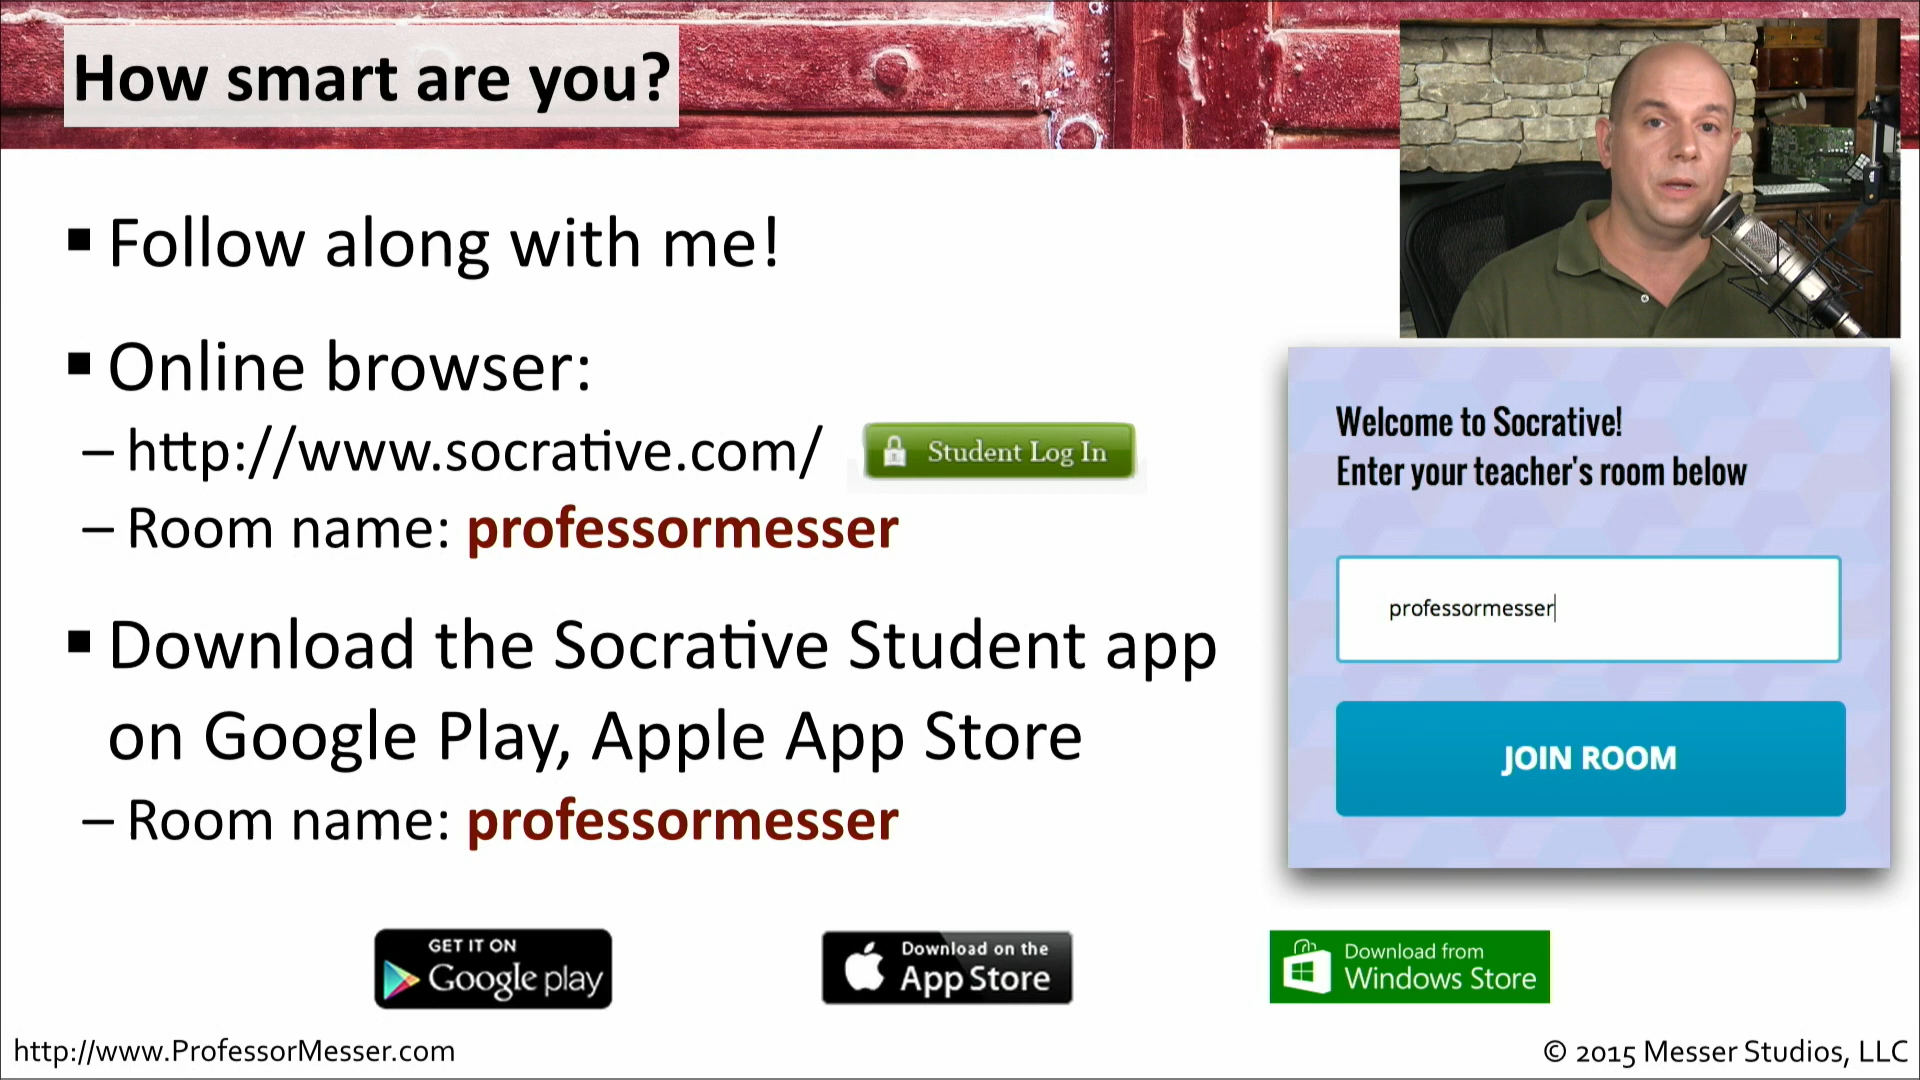 How smart are you?
▪ Follow along with me!
▪ Online browser:
– http://www.socrative.com/
Student Log In
– Room name: professormesser
▪ Download the Socrative Student app
on Google Play, Apple App Store
– Room name: professormesser
Welcome to Socrative!
Enter your teacher's room below
professormesser
JOIN ROOM
GET IT ON
Google play
Download on the
App Store
Download from
Windows Store
http://www.ProfessorMesser.com
© 2015 Messer Studios, LLC